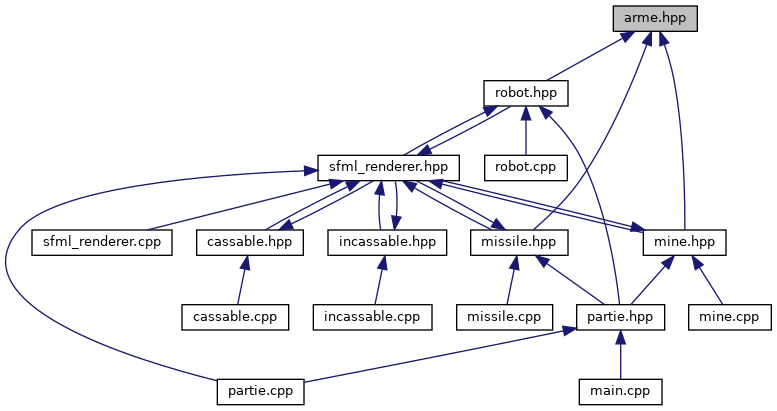 arme.hpp
robot.hpp
sfml_renderer.hpp
robot.cpp
sfml_renderer.cpp
cassable.hpp
incassable.hpp
missile.hpp
mine.hpp
cassable.cpp
incassable.cpp
missile.cpp
partie.hpp
mine.cpp
partie.cpp
main.cpp